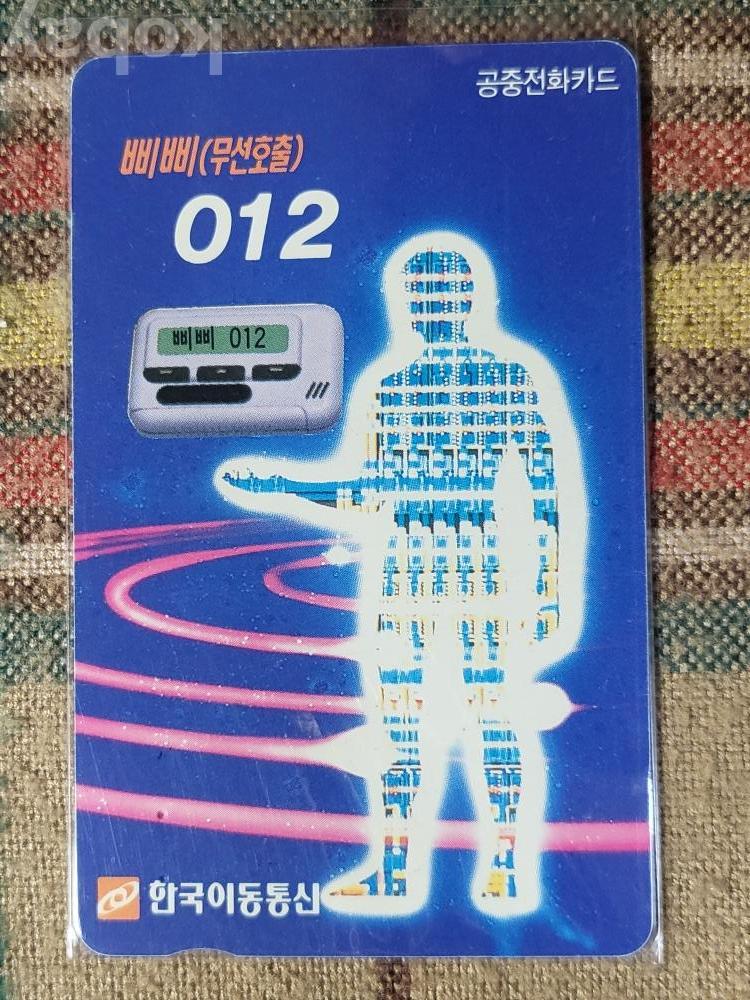 kobay
공중전화카드
삐삐(무선호출)
012
삐삐 012
한국이동통신